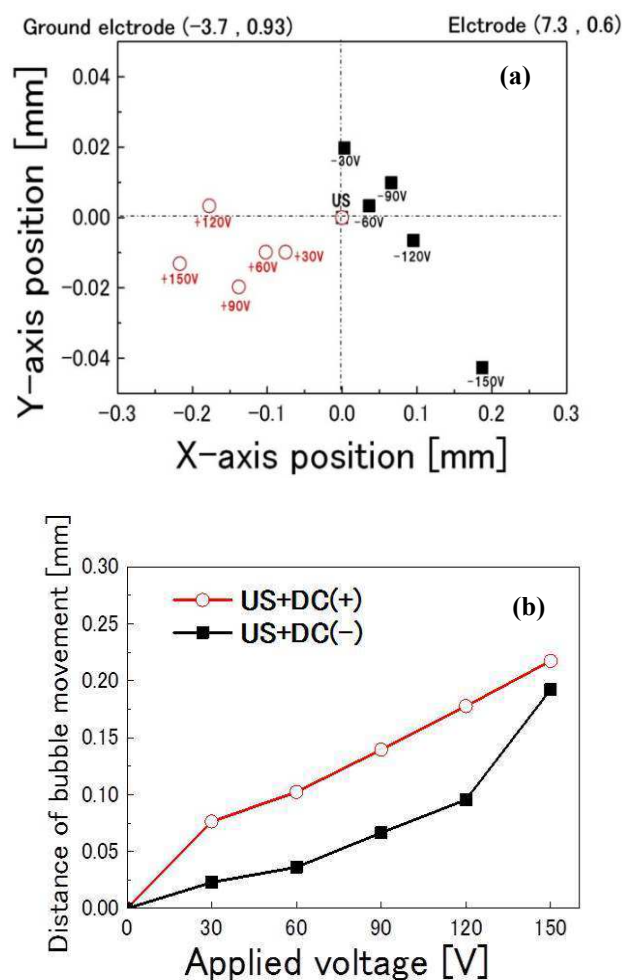 Ground elctrode (-3.7 , 0.93)
Elctrode (7.3 , 0.6)
(a)
Y-axis position [mm]
0.04
0.02
0.00
-0.02
-0.04
-30V
-90V
US
-60V
-120V
-150V
+120V
+150V
+60V
+30V
+90V
-0.3
-0.2
-0.1
0.0
0.1
0.2
0.3
X-axis position [mm]
(b)
Distance of bubble movement [mm]
0.30
0.25
0.20
0.15
0.10
0.05
0.00
US+DC(+)
US+DC(-)
0
30
60
90
120
150
Applied voltage [V]